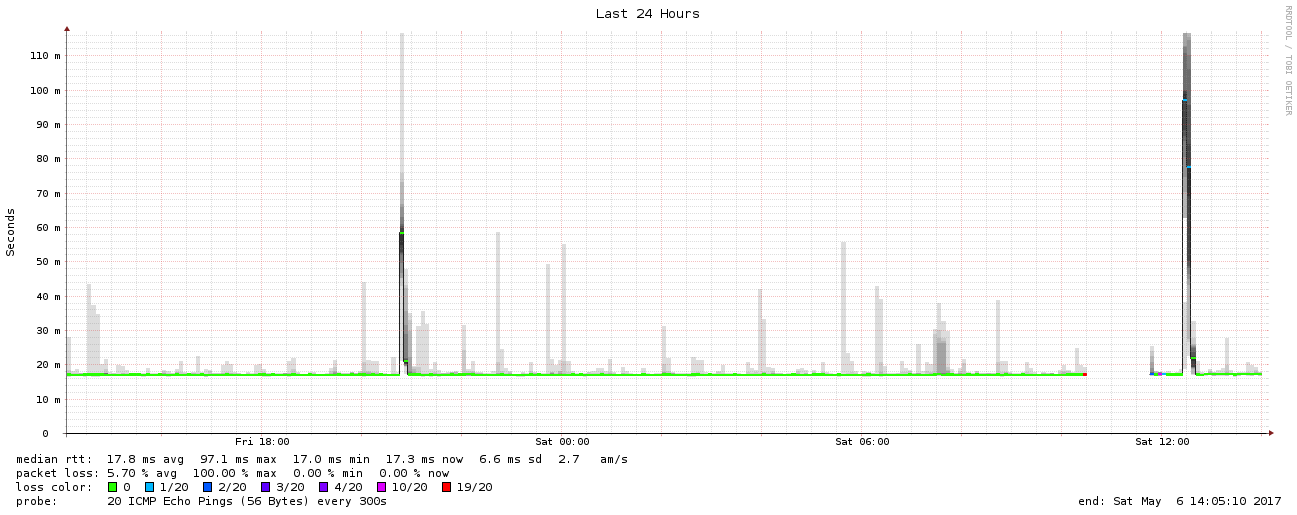 Last 24 Hours
RRDTOOL / TOBI OETIKER
Seconds
110 m
100 m
90 m
80 m
70 m
60 m
50 m
40 m
30 m
20 m
10 m
0
Fri 18:00 Sat 00:00 Sat 06:00 Sat 12:00
median rtt: 17.8 ms avg 97.1 ms max 17.0 ms min 17.3 ms now 6.6 ms sd 2.7 am/s
packet loss: 5.70 % avg 100.00 % max 0.00 % min 0.00 % now
loss color: 0 1/20 2/20 3/20 4/20 10/20 19/20
probe: 20 ICMP Echo Pings (56 Bytes) every 300s end: Sat May 6 14:05:10 2017